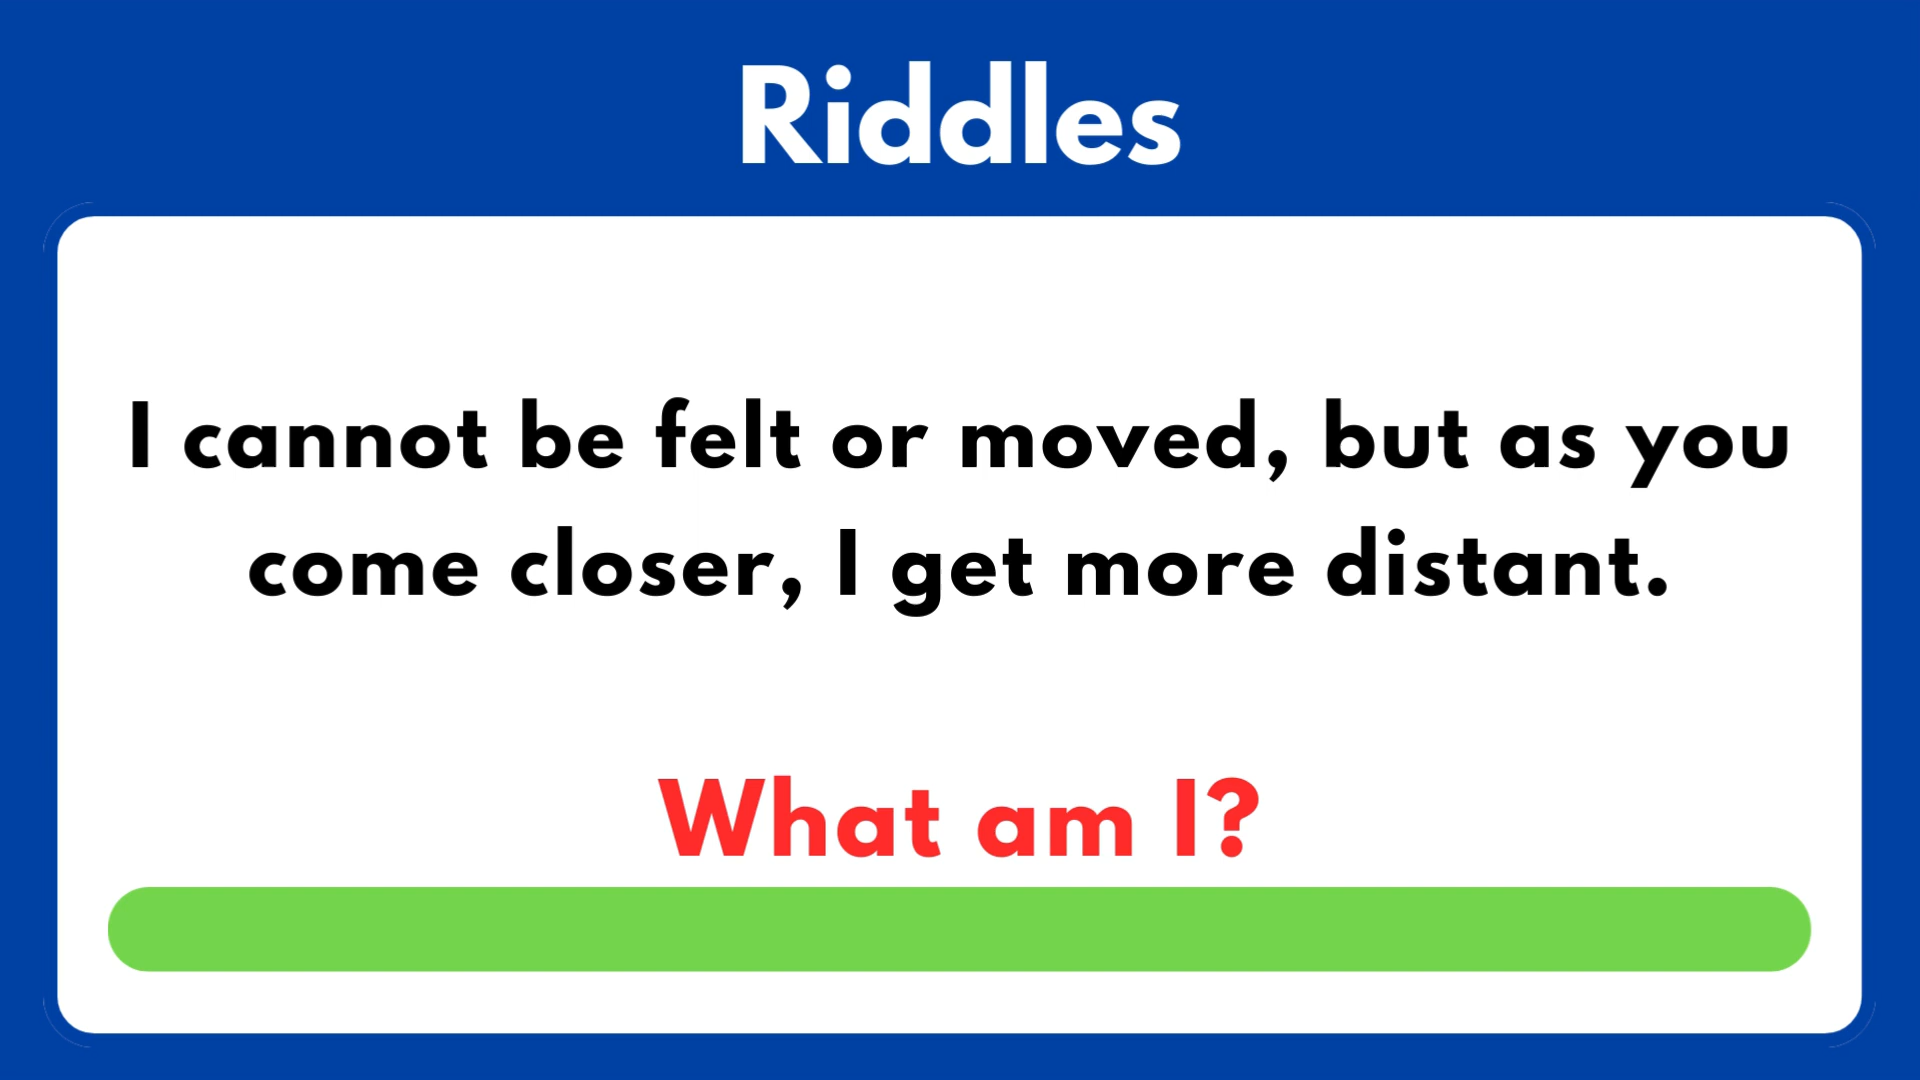 Riddles
I cannot be felt or moved, but as you
come closer, I get more distant.
What am I?